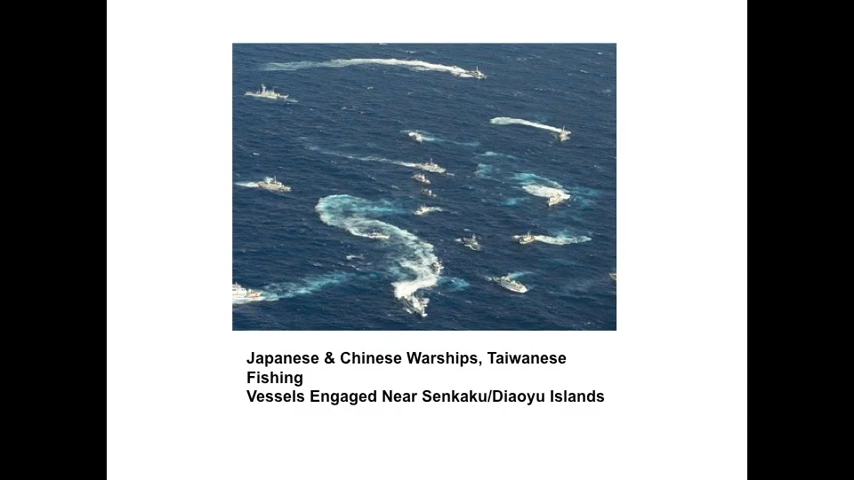 Japanese & Chinese Warships, Taiwanese
Fishing
Vessels Engaged Near Senkaku/Diaoyu Islands